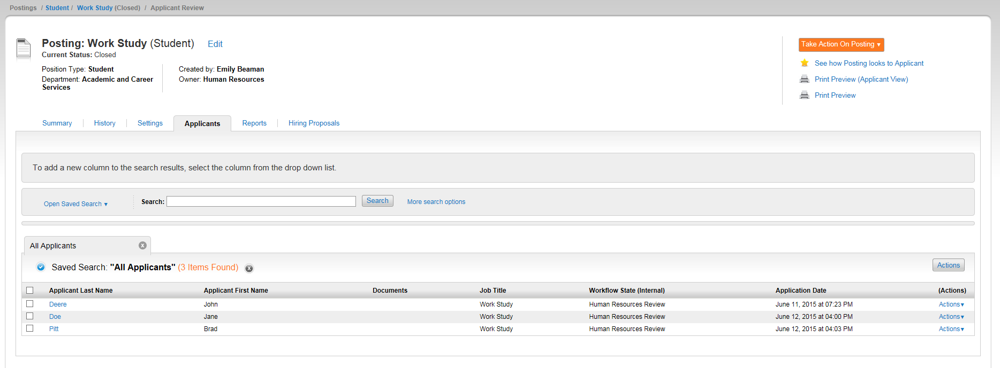 Postings / Student / Work Study (Closed) / Applicant Review
Posting: Work Study (Student) Edit
Current Status: Closed
Position Type: Student
Department: Academic and Career
Services
Created by: Emily Beaman
Owner: Human Resources
Take Action On Posting ▼
See how Posting looks to Applicant
Print Preview (Applicant View)
Print Preview
Summary History Settings Applicants Reports Hiring Proposals
To add a new column to the search results, select the column from the drop down list.
Open Saved Search ▼ Search: Search More search options
All Applicants x
Saved Search: "All Applicants" (3 Items Found) x Actions
Applicant Last Name Applicant First Name Documents Job Title Workflow State (Internal) Application Date (Actions)
Deere John Work Study Human Resources Review June 11, 2015 at 07:23 PM Actions▼
Doe Jane Work Study Human Resources Review June 12, 2015 at 04:00 PM Actions▼
Pitt Brad Work Study Human Resources Review June 12, 2015 at 04:03 PM Actions▼